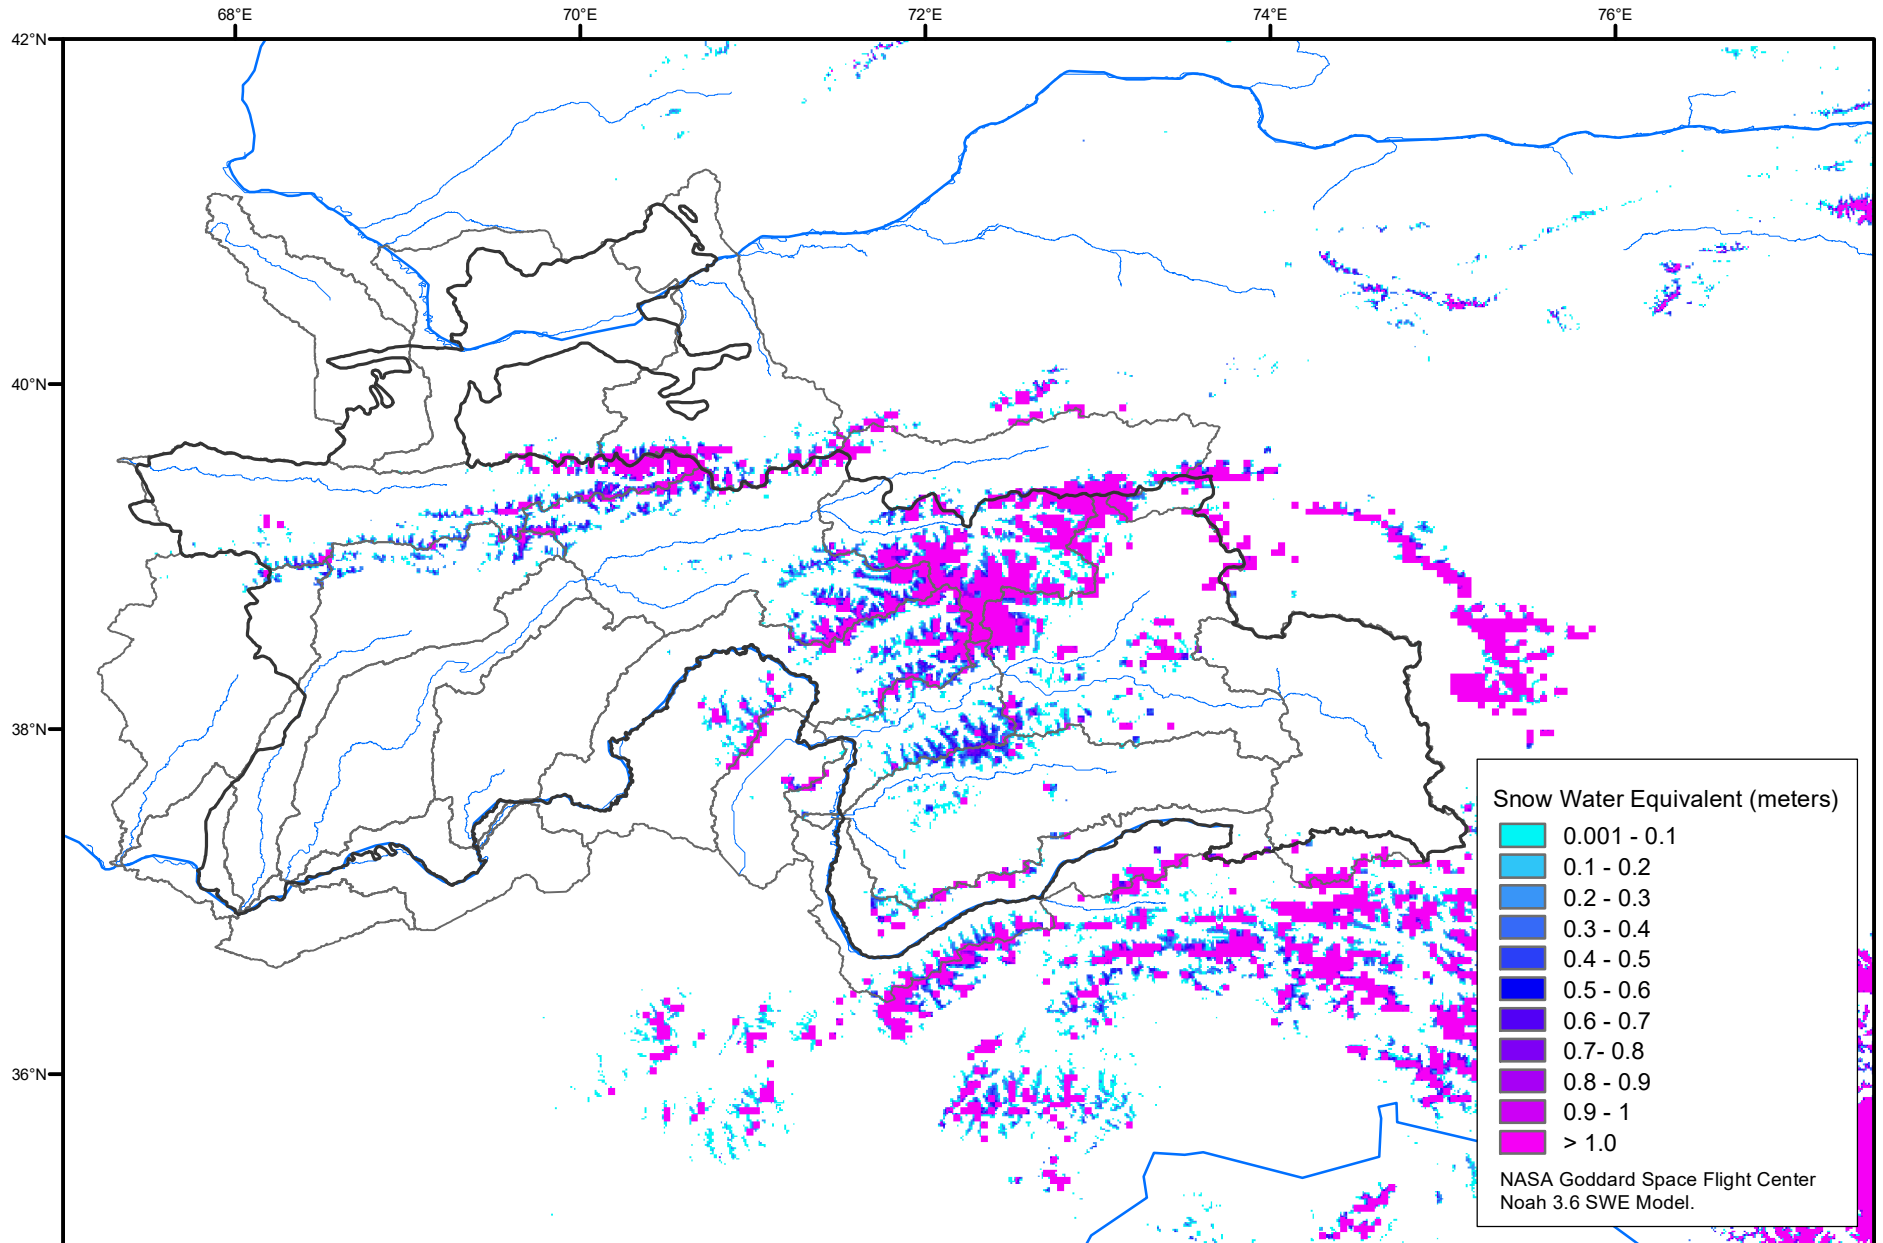 68°E
70°E
72°E
74°E
76°E
42°N
40°N
38°N
36°N
Snow Water Equivalent (meters)
0.001 - 0.1
0.1 - 0.2
0.2 - 0.3
0.3 - 0.4
0.4 - 0.5
0.5 - 0.6
0.6 - 0.7
0.7- 0.8
0.8 - 0.9
0.9 - 1
> 1.0
NASA Goddard Space Flight Center
Noah 3.6 SWE Model.